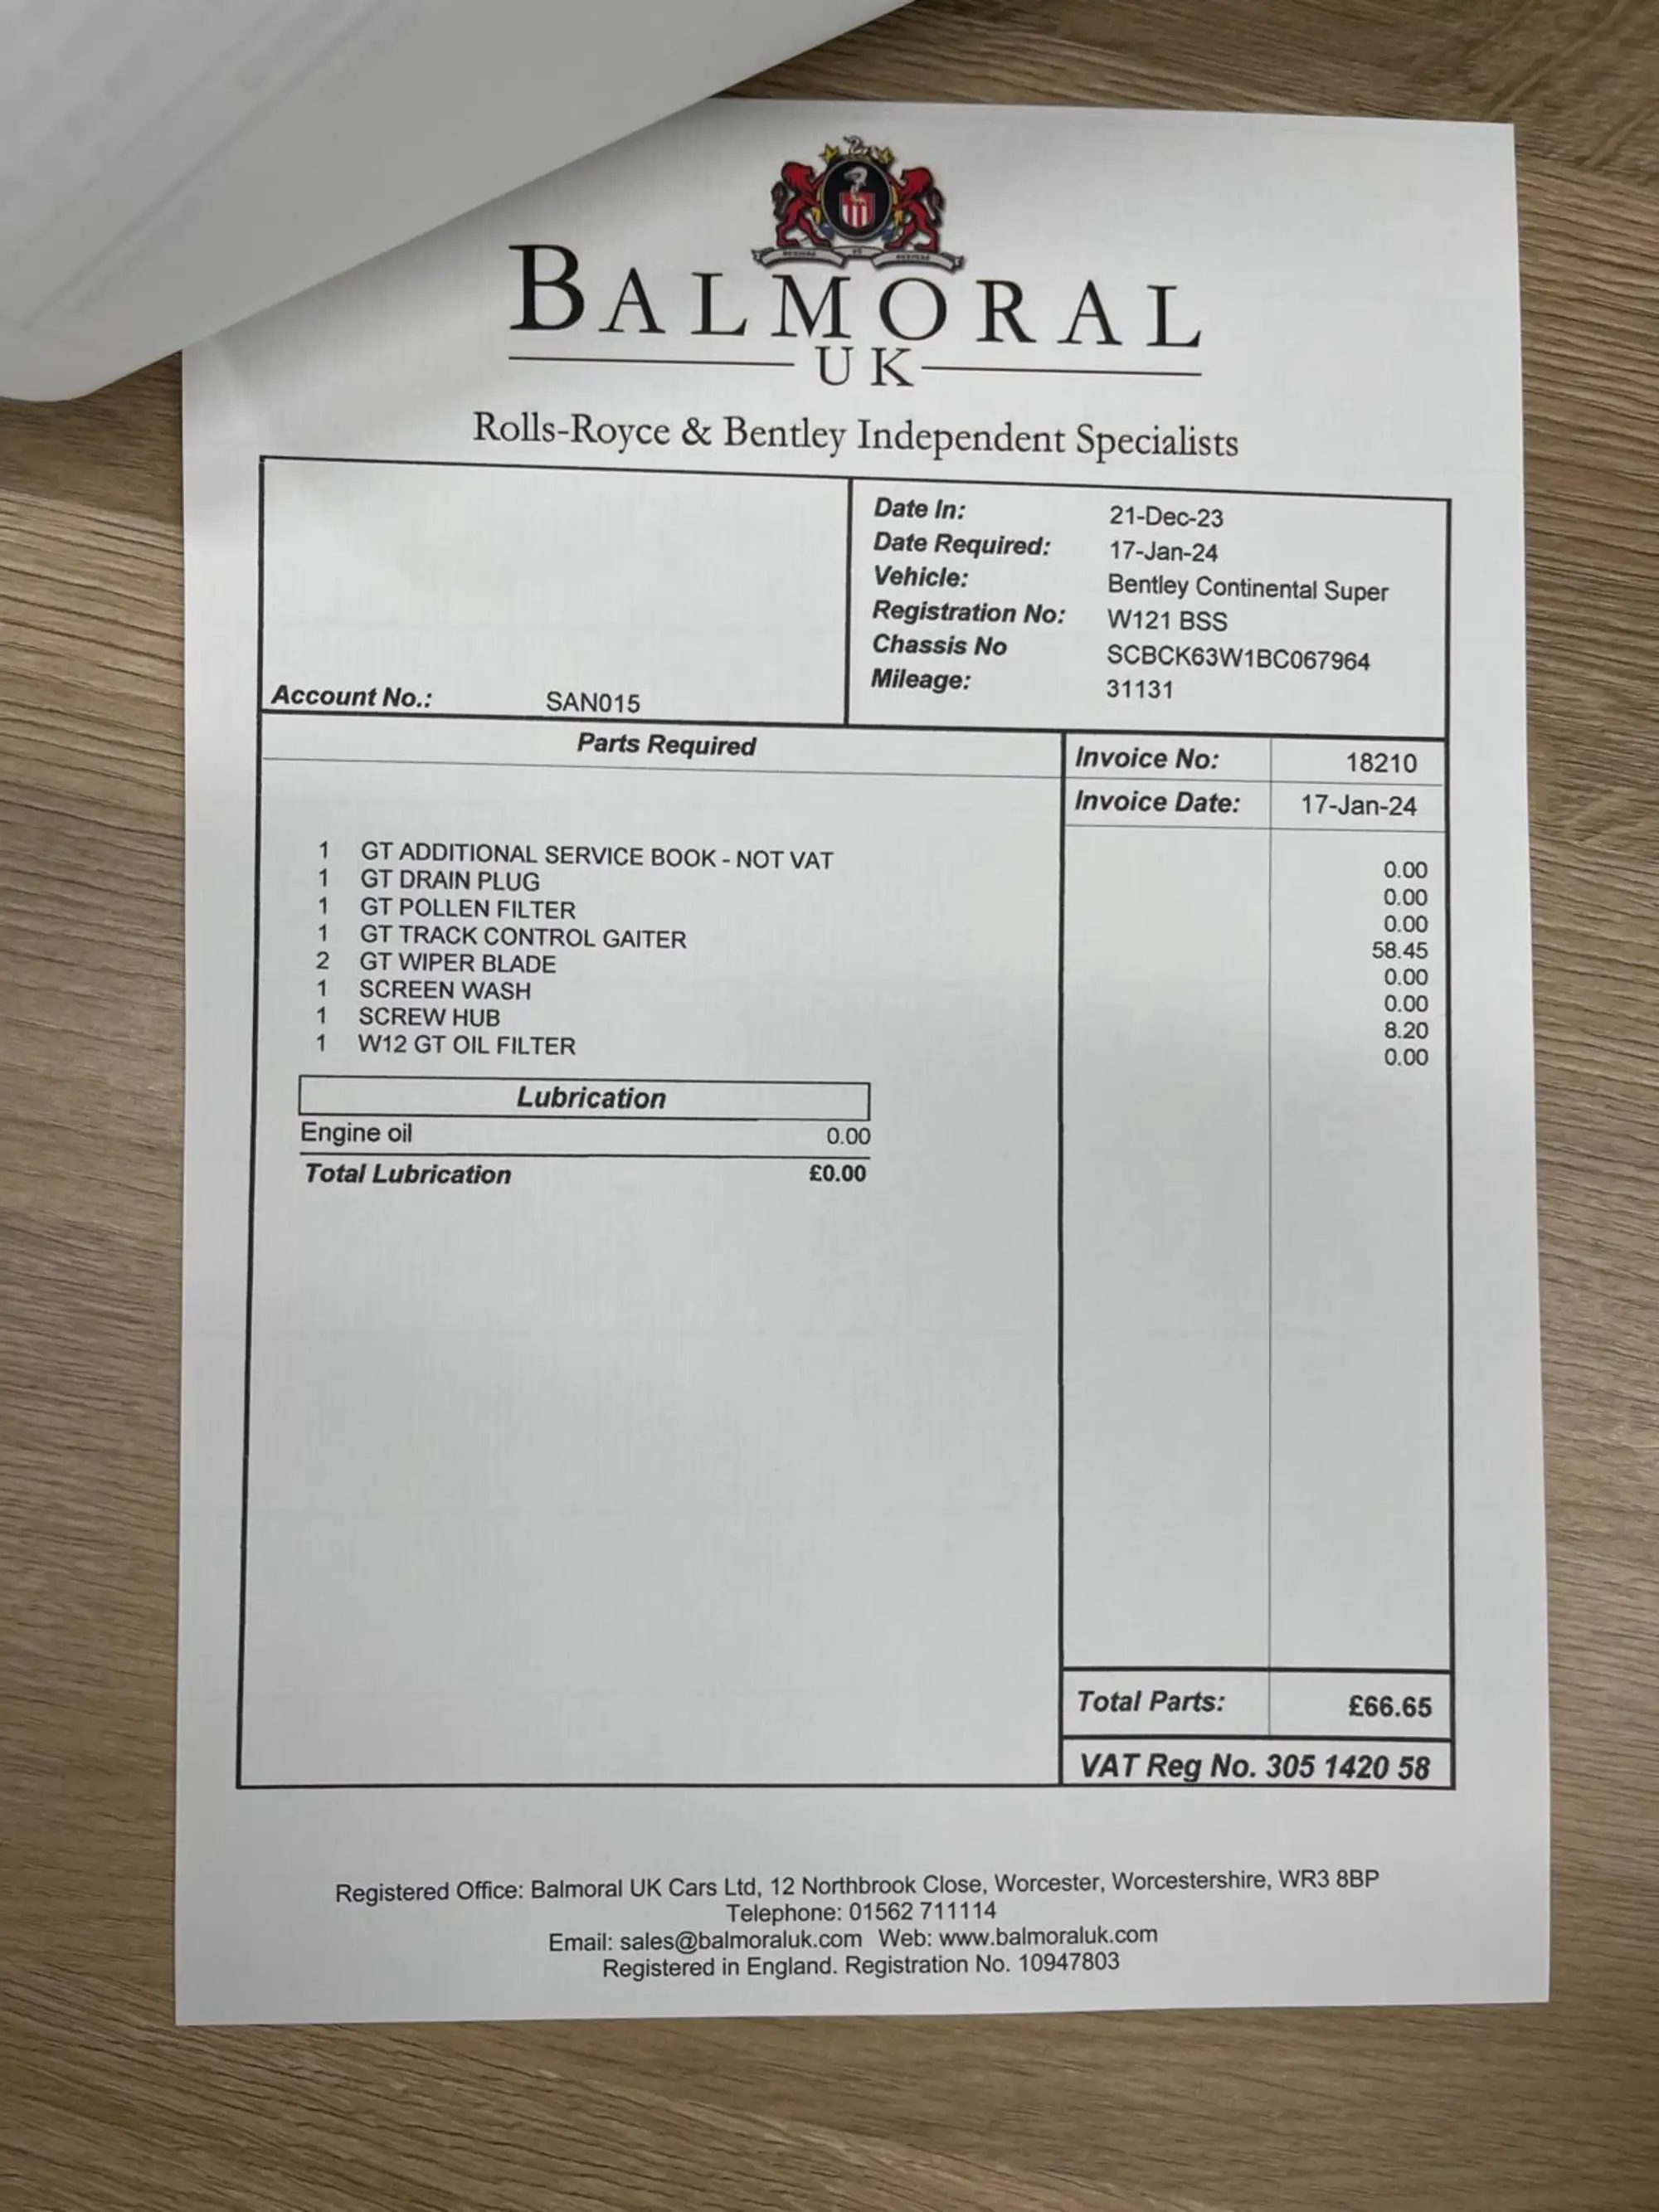 BALMORAL
UK
Rolls-Royce & Bentley Independent Specialists
Date In: 21-Dec-23
Date Required: 17-Jan-24
Vehicle: Bentley Continental Super
Registration No: W121 BSS
Chassis No SCBCK63W1BC067964
Mileage: 31131
Account No.: SAN015
Parts Required
Invoice No: 18210
Invoice Date: 17-Jan-24
1 GT ADDITIONAL SERVICE BOOK - NOT VAT 0.00
1 GT DRAIN PLUG 0.00
1 GT POLLEN FILTER 0.00
1 GT TRACK CONTROL GAITER 58.45
2 GT WIPER BLADE 0.00
1 SCREEN WASH 0.00
1 SCREW HUB 8.20
1 W12 GT OIL FILTER 0.00
Lubrication
Engine oil 0.00
Total Lubrication £0.00
Total Parts: £66.65
VAT Reg No. 305 1420 58
Registered Office: Balmoral UK Cars Ltd, 12 Northbrook Close, Worcester, Worcestershire, WR3 8BP
Telephone: 01562 711114
Email: sales@balmoraluk.com Web: www.balmoraluk.com
Registered in England. Registration No. 10947803